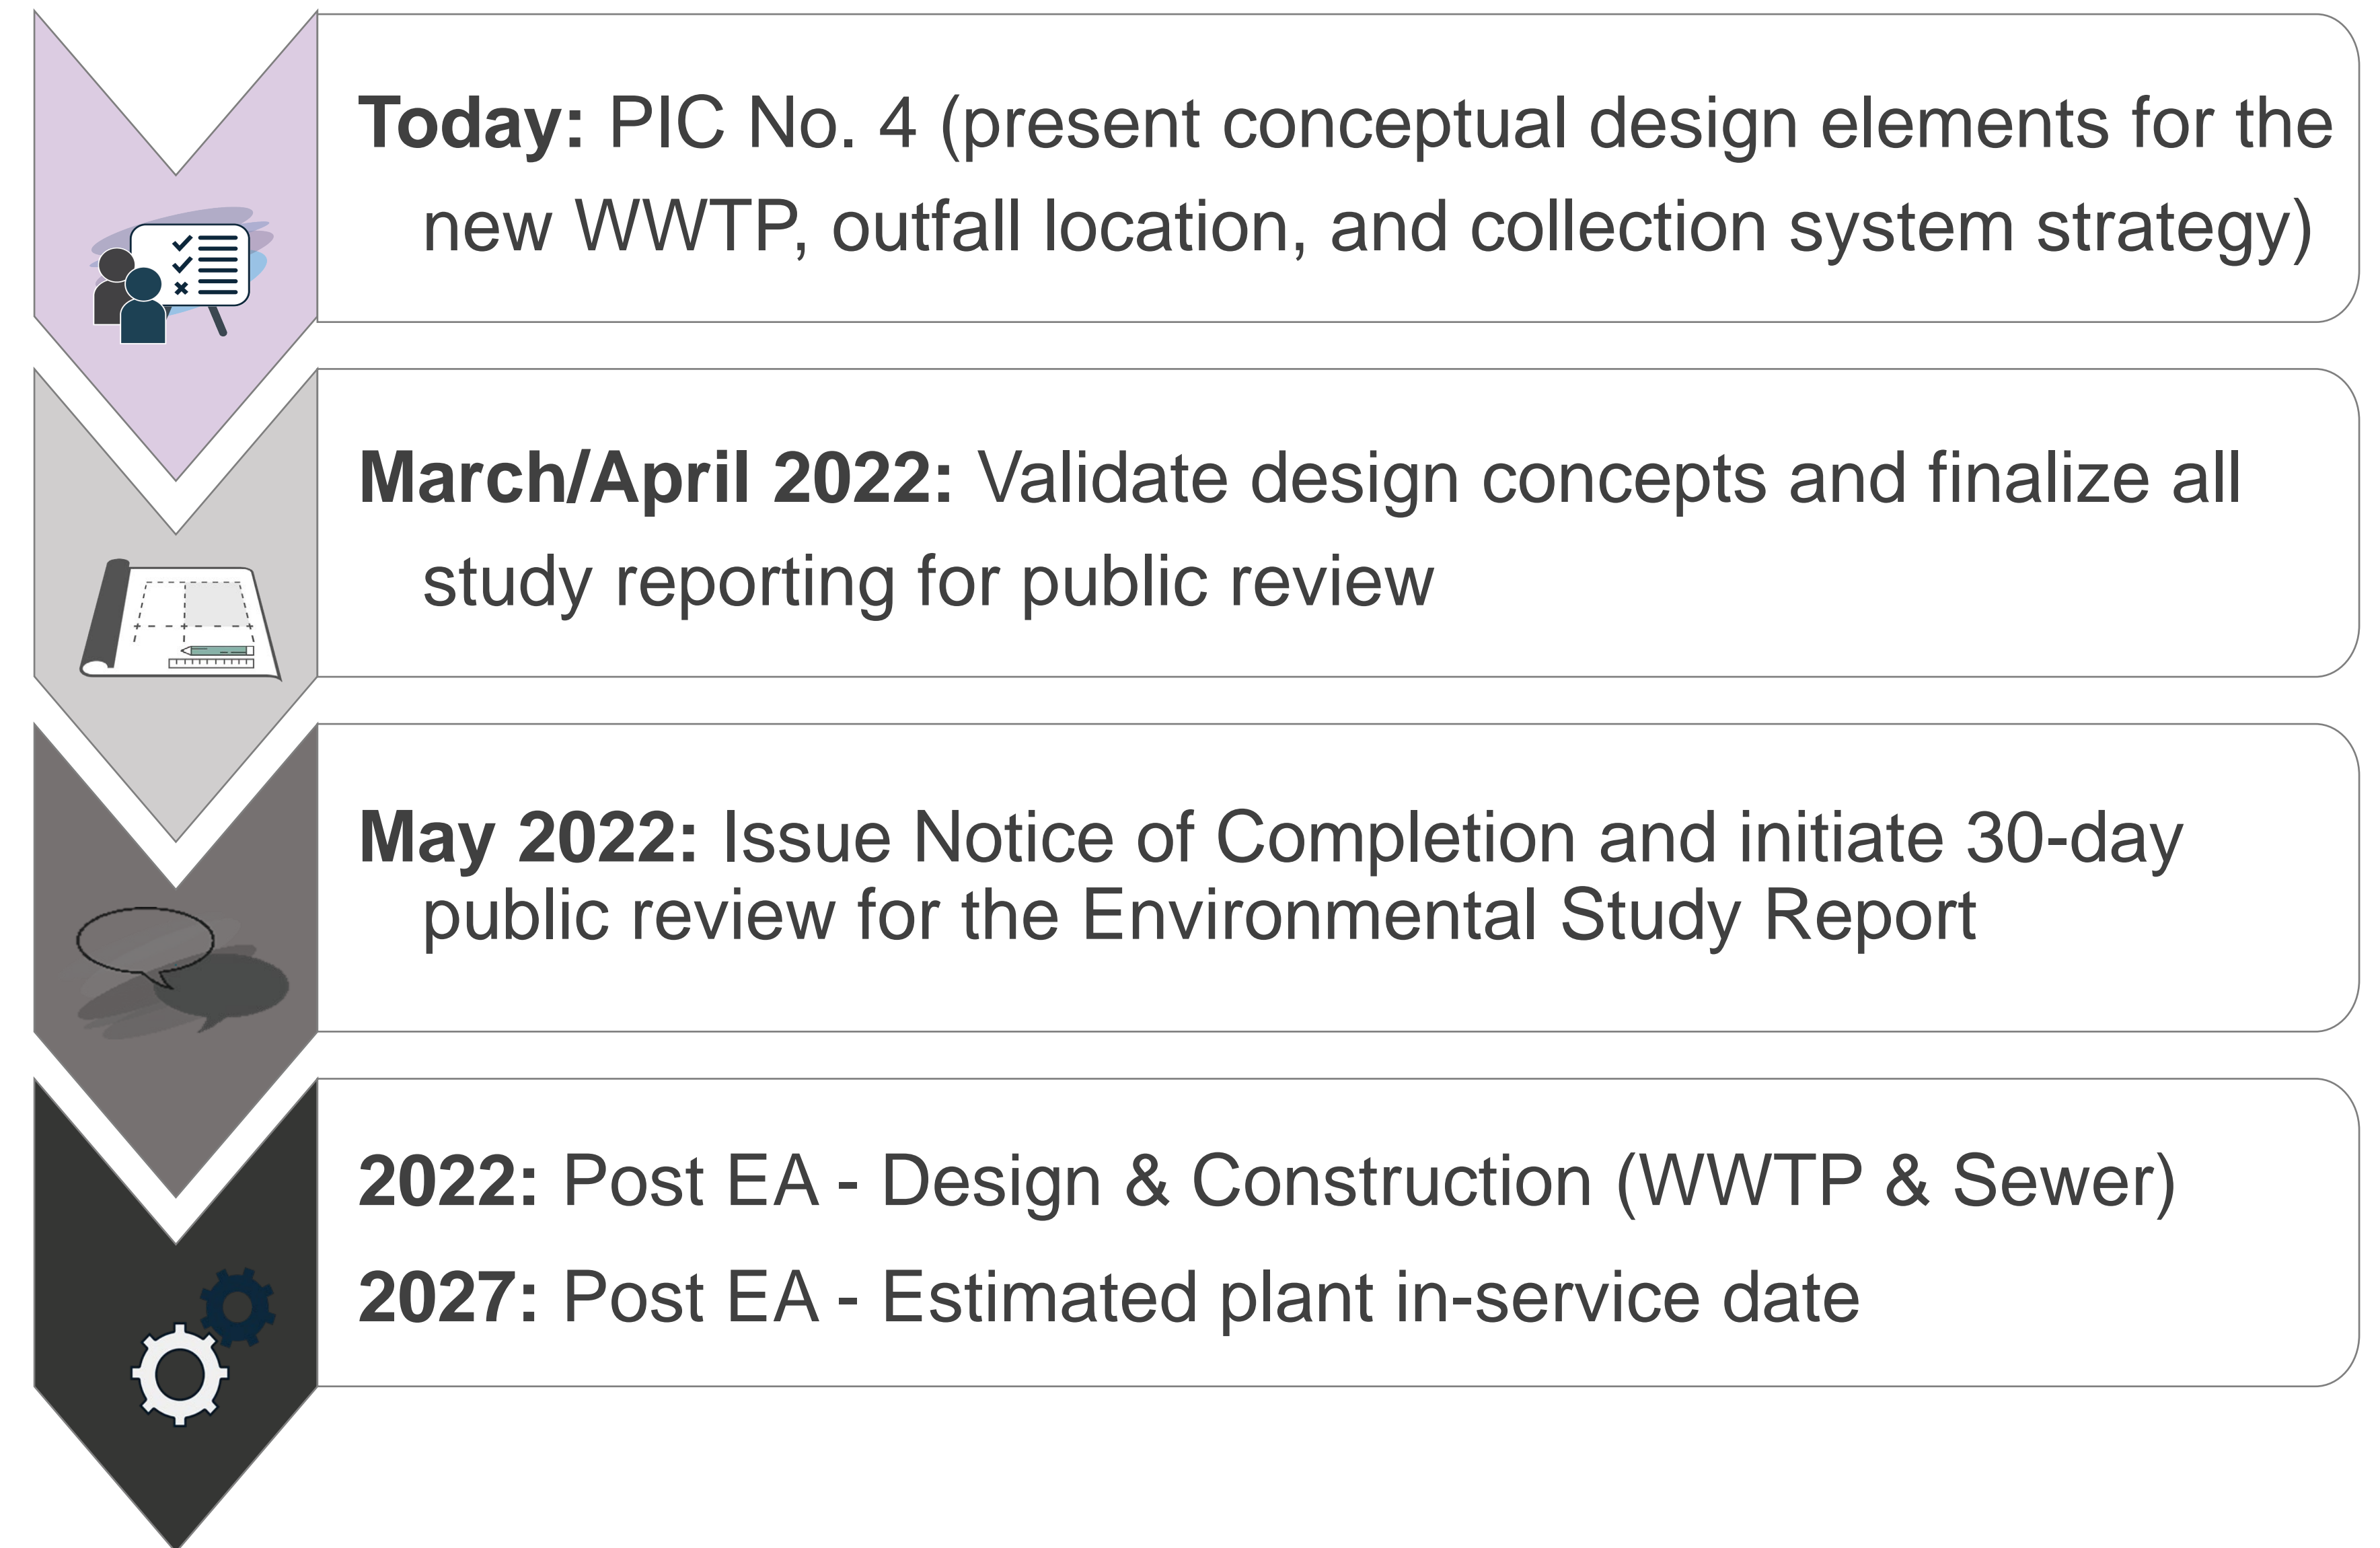 Today: PIC No. 4 (present conceptual design elements for the
new WWTP, outfall location, and collection system strategy)
March/April 2022: Validate design concepts and finalize all
study reporting for public review
May 2022: Issue Notice of Completion and initiate 30-day
public review for the Environmental Study Report
2022: Post EA - Design & Construction (WWTP & Sewer)
2027: Post EA - Estimated plant in-service date